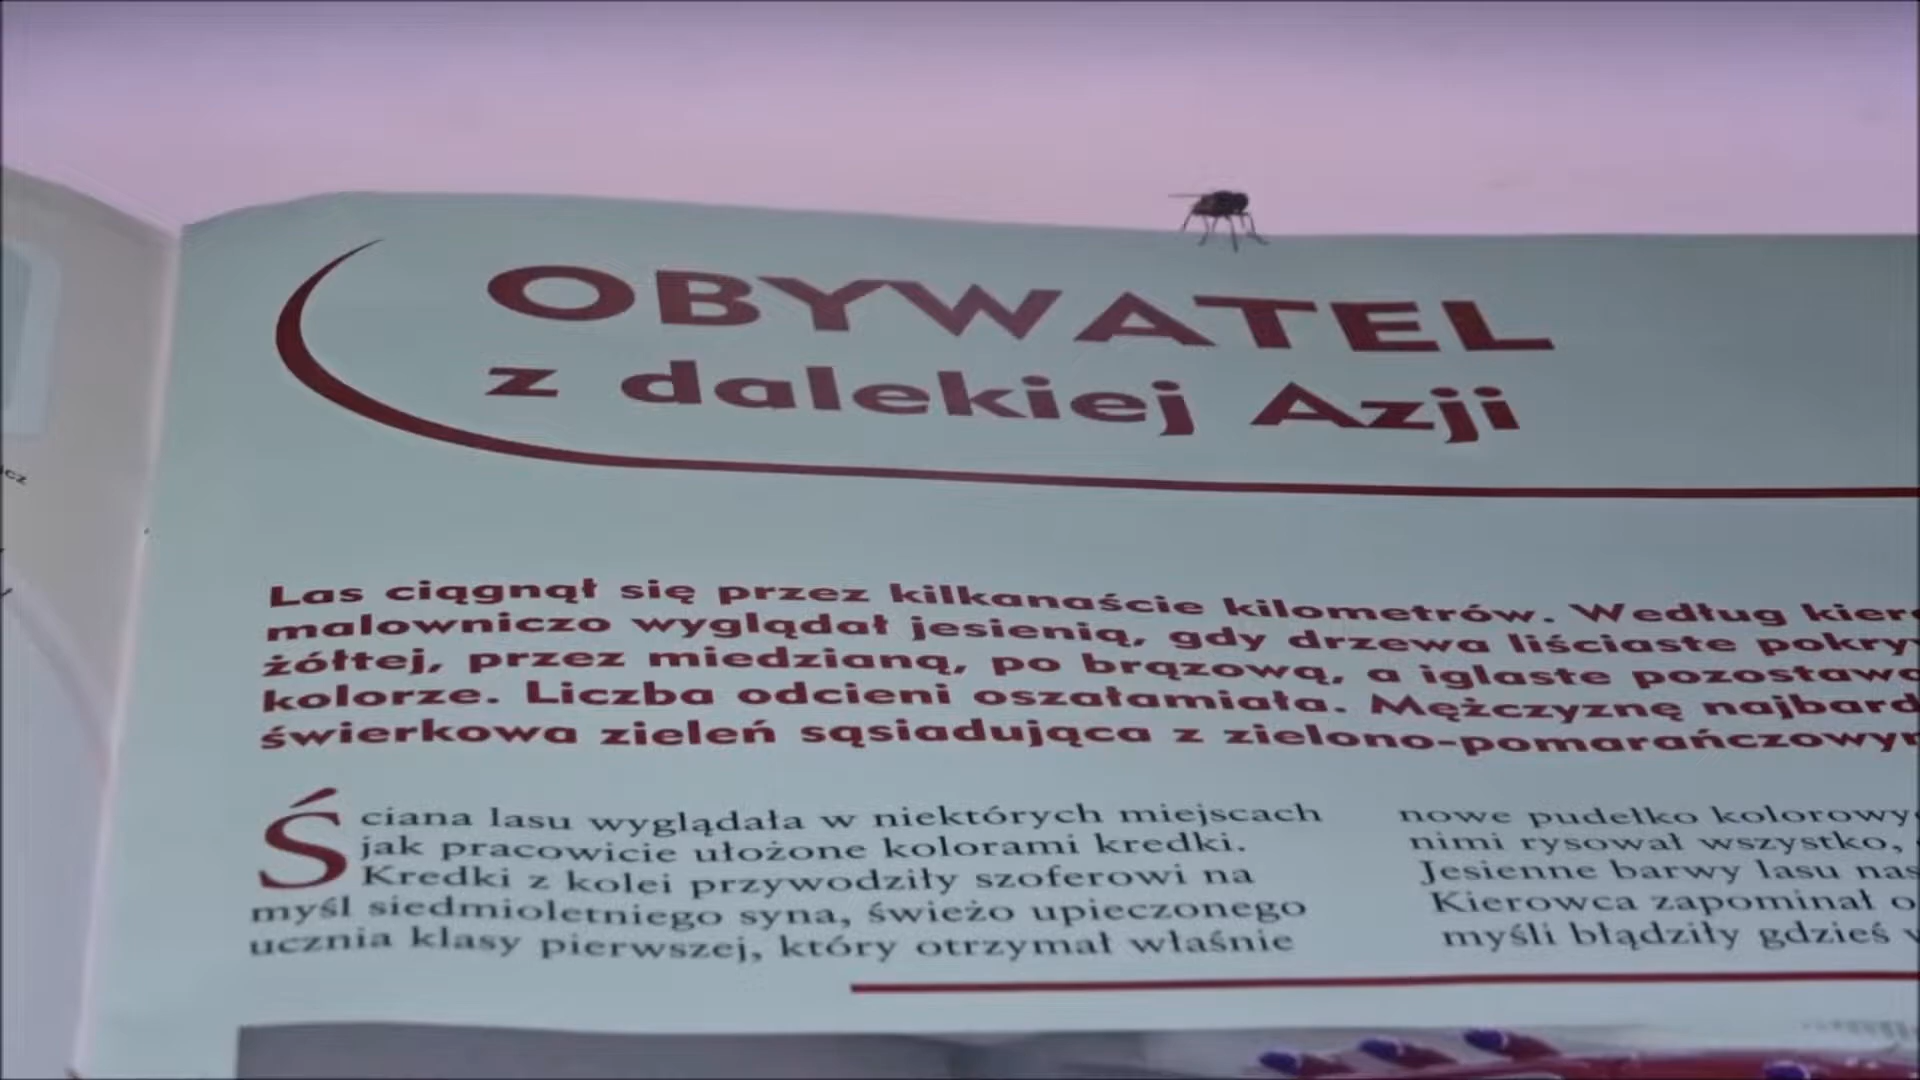 OBYWATEL
z dalekiej Azji
Las ciągnął się przez kilkanaście kilometrów. Według
malowniczo wyglądał jesienią, gdy drzewa liściaste
żółtej, przez miedzianą, po brązową, a iglaste
kolorze. Liczba odcieni oszałamiała. Mężczyznę
świerkowa zieleń sąsiadująca z
Ściana lasu wyglądała w niektórych miejscach
jak pracowicie ułożone kolorami kredki.
Kredki z kolei przywodziły szoferowi na
myśl siedmioletniego syna, świeżo upieczonego
ucznia klasy pierwszej, który otrzymał właśnie
nowe pudełko
nimi rysował wszystko,
Jesienne barwy lasu
Kierowca zapominał
myśli błądziły gdzieś